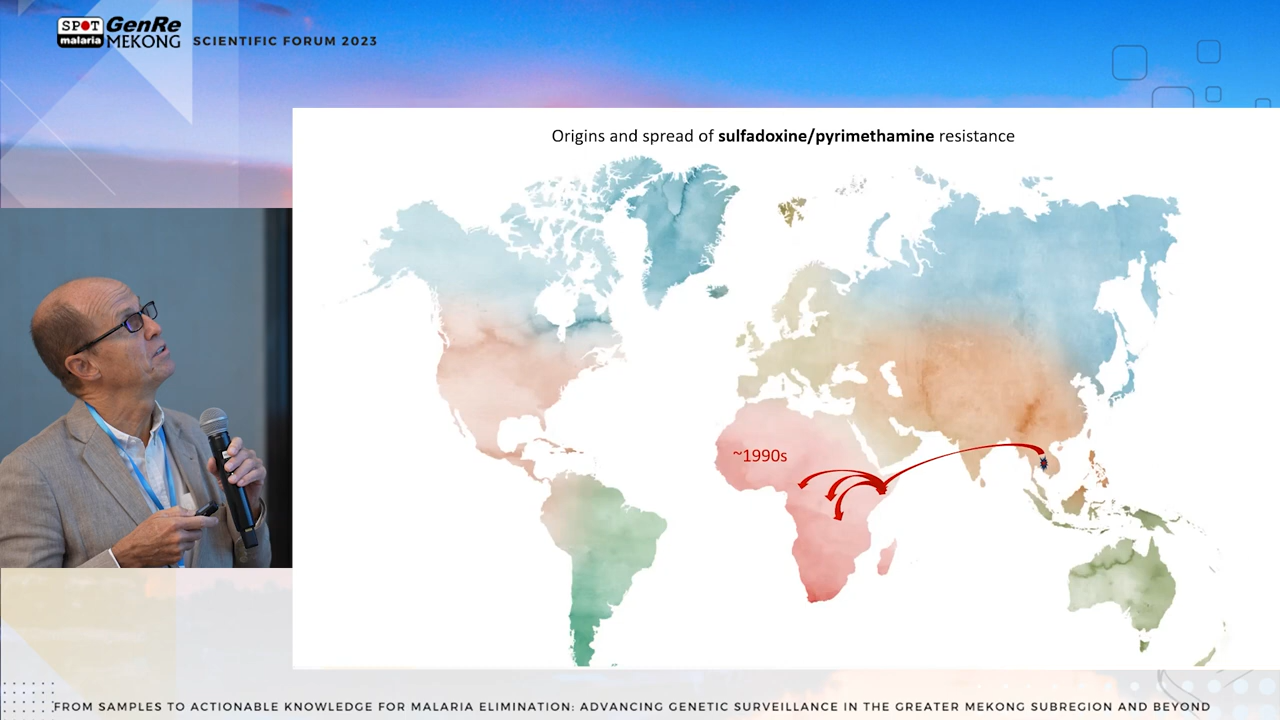 SPOT malaria
GenRe MEKONG
SCIENTIFIC FORUM 2023
Origins and spread of sulfadoxine/pyrimethamine resistance
~1990s
FROM SAMPLES TO ACTIONABLE KNOWLEDGE FOR MALARIA ELIMINATION: ADVANCING GENETIC SURVEILLANCE IN THE GREATER MEKONG SUBREGION AND BEYOND